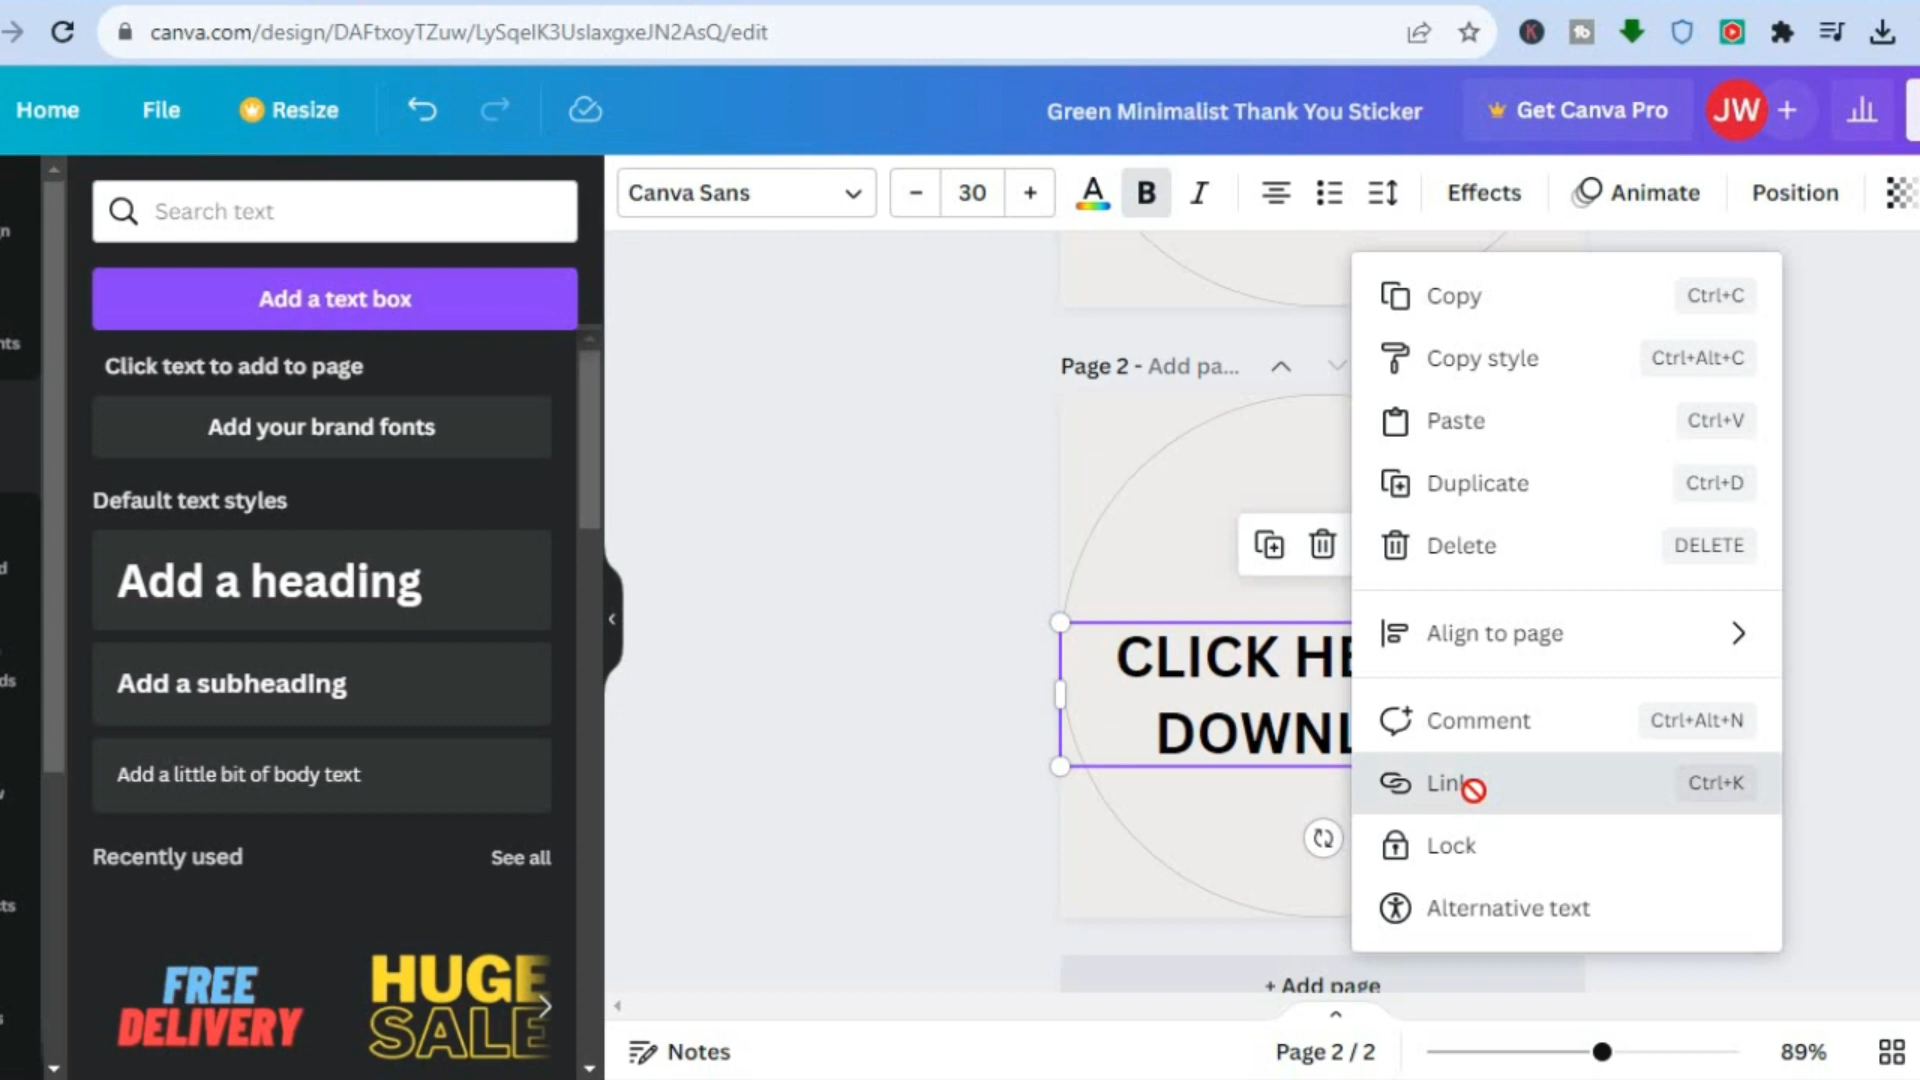 canva.com/design/DAFtxoyTZuw/LySqelK3UslaxgxeJN2AsQ/edit
Home File Resize Green Minimalist Thank You Sticker Get Canva Pro JW +
Search text
Canva Sans − 30 + A B I Effects Animate Position
Add a text box
Click text to add to page
Add your brand fonts
Default text styles
Add a heading
Add a subheading
Add a little bit of body text
Recently used See all
FREE
DELIVERY
HUGE
SALE
Page 2 - Add pa...
CLICK HE
DOWNL
+ Add page
Copy Ctrl+C
Copy style Ctrl+Alt+C
Paste Ctrl+V
Duplicate Ctrl+D
Delete DELETE
Align to page
Comment Ctrl+Alt+N
Link Ctrl+K
Lock
Alternative text
Notes Page 2 / 2 89%